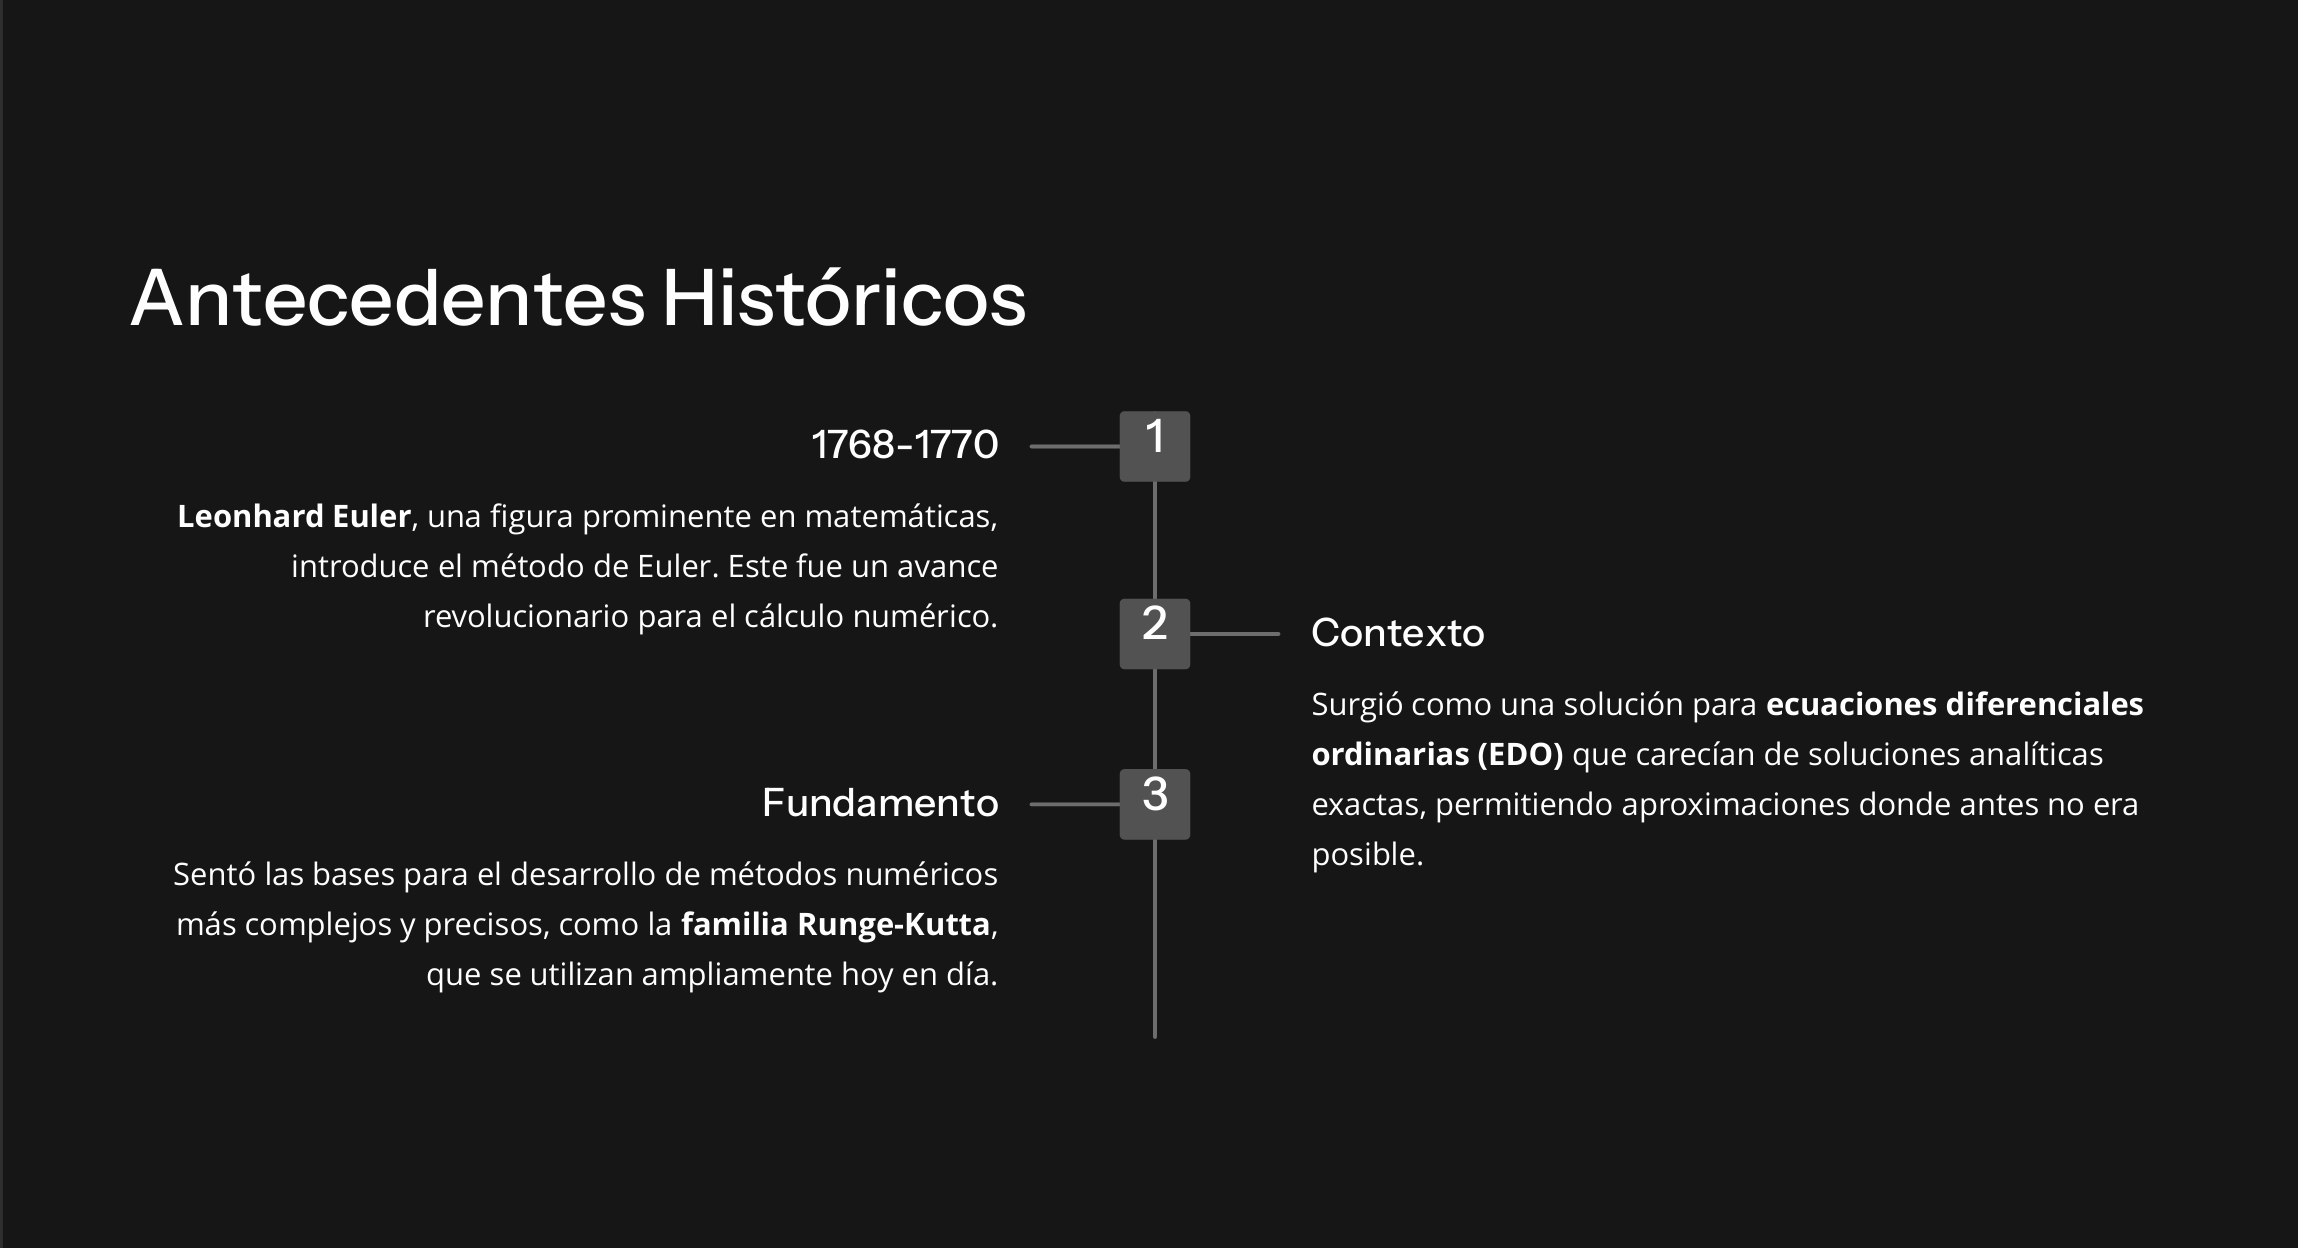 Antecedentes Históricos
1
1768-1770
Leonhard Euler, una figura prominente en matemáticas,
introduce el método de Euler. Este fue un avance
revolucionario para el cálculo numérico.
2
Contexto
Surgió como una solución para ecuaciones diferenciales
ordinarias (EDO) que carecían de soluciones analíticas
exactas, permitiendo aproximaciones donde antes no era
posible.
3
Fundamento
Sentó las bases para el desarrollo de métodos numéricos
más complejos y precisos, como la familia Runge-Kutta,
que se utilizan ampliamente hoy en día.